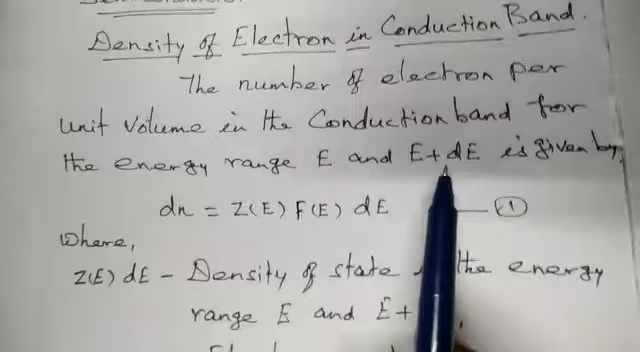 Density of Electron in Conduction Band.
The number of electron per
unit volume in the Conduction band for
the energy range E and E+dE is given by,
dn = Z(E) F(E) dE — 1
Where,
Z(E) dE - Density of state the energy
range E and E+